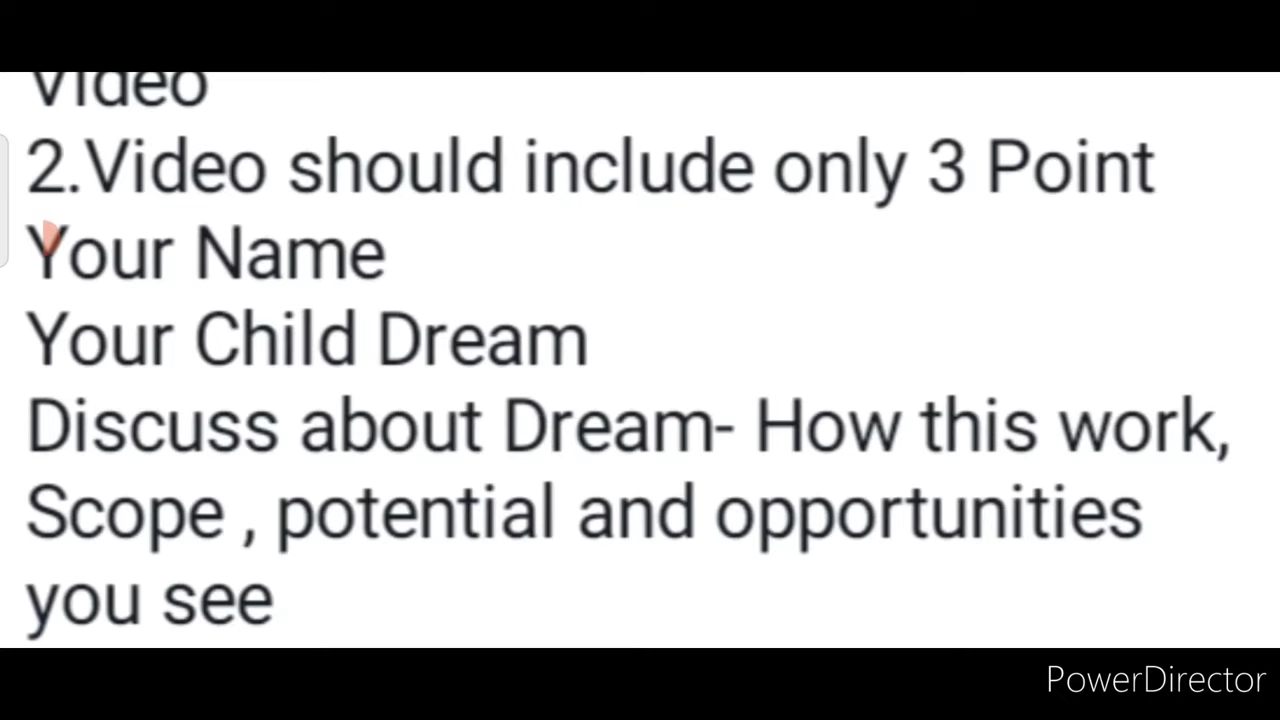 Video
2.Video should include only 3 Point
Your Name
Your Child Dream
Discuss about Dream- How this work,
Scope , potential and opportunities
you see
PowerDirector